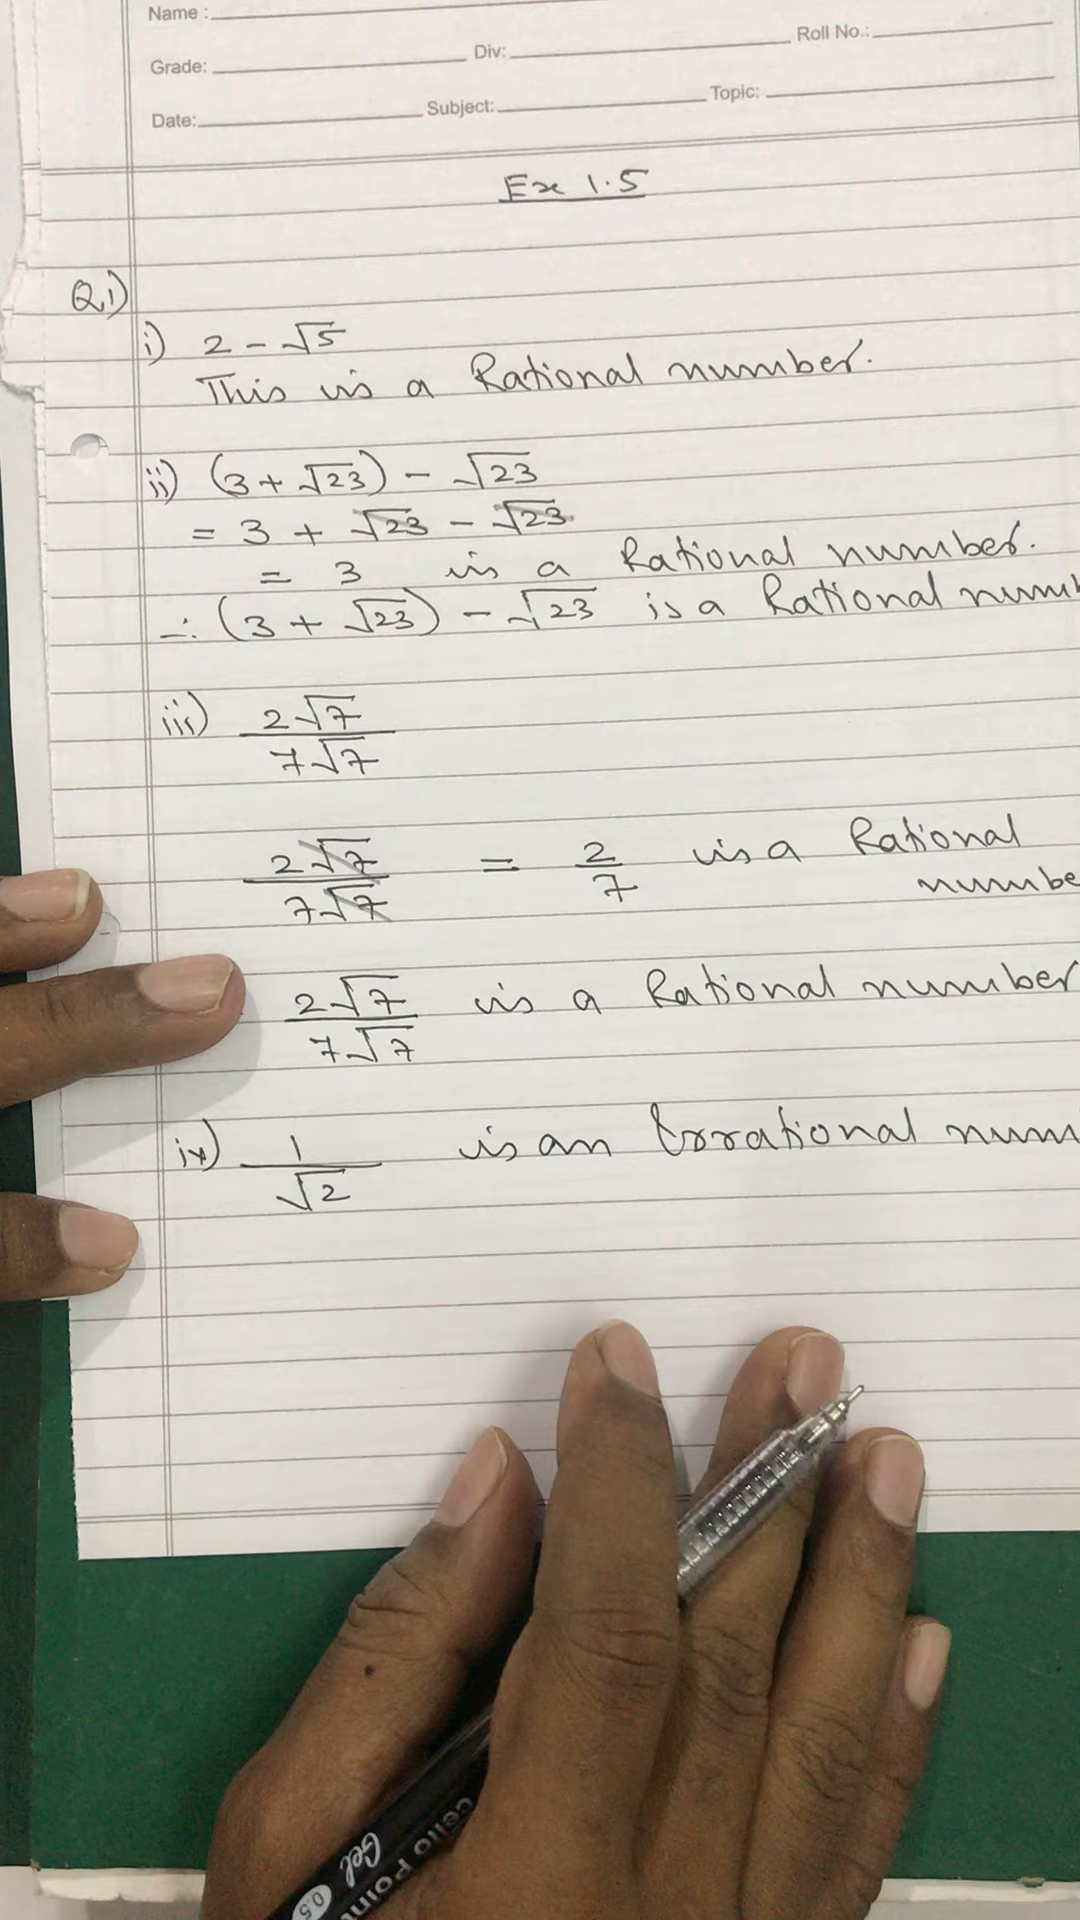 Name :
Grade: Div: Roll No.:
Date: Subject: Topic:
Ex 1.5
Q1)
i) 2 - √5
This is a Rational number.
ii) (3 + √23) - √23
= 3 + √23 - √23
= 3 is a Rational number.
∴ (3 + √23) - √23 is a Rational numb
iii) 2√7 / 7√7
2√7 / 7√7 = 2/7 is a Rational
numbe
2√7 / 7√7 is a Rational number
iv) 1/√2 is an Irrational num
cello Point
Gel 0.5